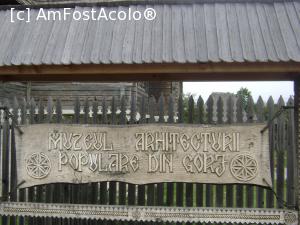 [c] AmFostAcolo®
MUZEUL ARHITECTURII
POPULARE DIN GORJ